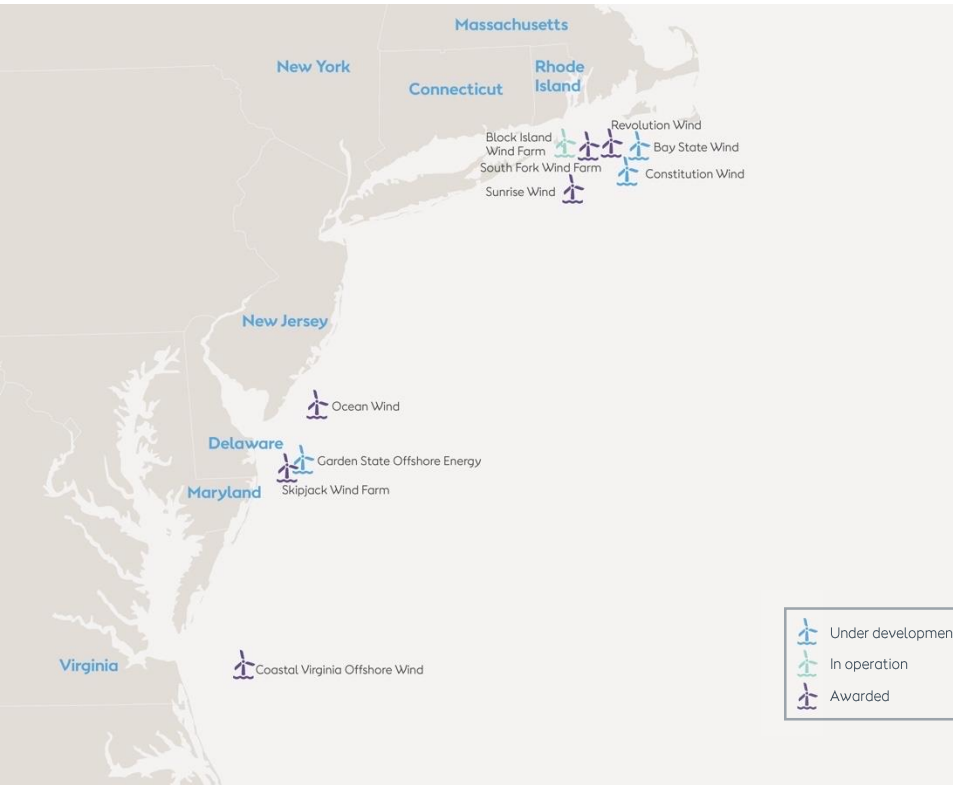 Massachusetts
New York
Rhode
Island
Connecticut
Revolution Wind
Block Island
Wind Farm
Bay State Wind
South Fork Wind Farm
Constitution Wind
Sunrise Wind
New Jersey
Ocean Wind
Delaware
Garden State Offshore Energy
Maryland
Skipjack Wind Farm
Virginia
Coastal Virginia Offshore Wind
Under developmen
In operation
Awarded